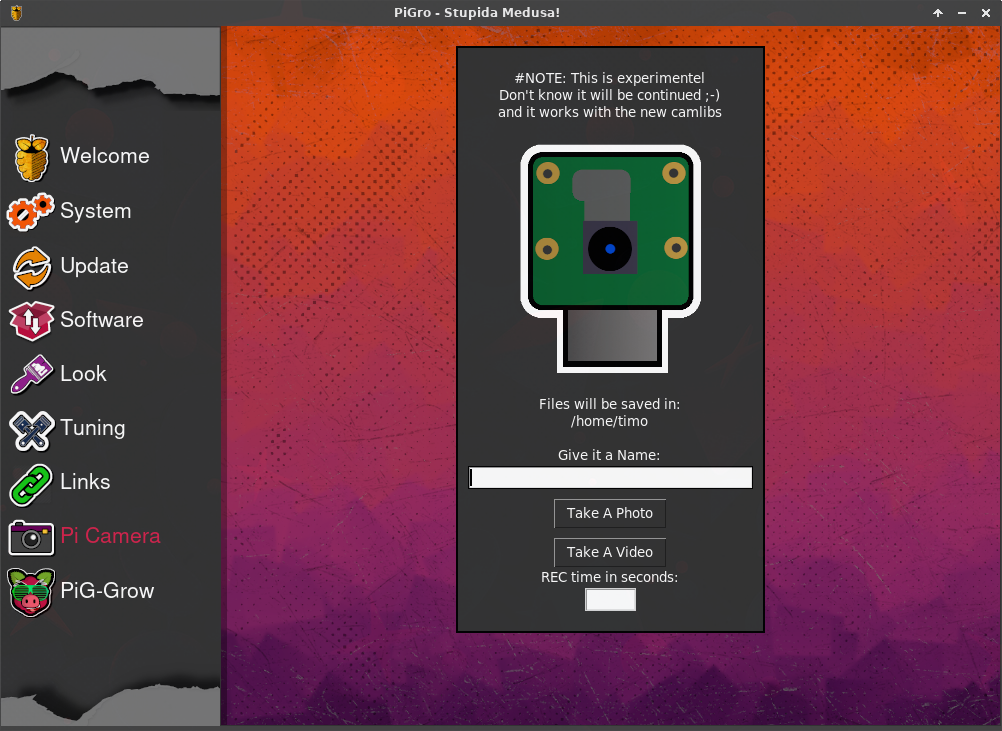 PiGro - Stupida Medusa!
Welcome
System
Update
Software
Look
Tuning
Links
Pi Camera
PiG-Grow
#NOTE: This is experimentel
Don't know it will be continued ;-)
and it works with the new camlibs
Files will be saved in:
/home/timo
Give it a Name:
Take A Photo
Take A Video
REC time in seconds: